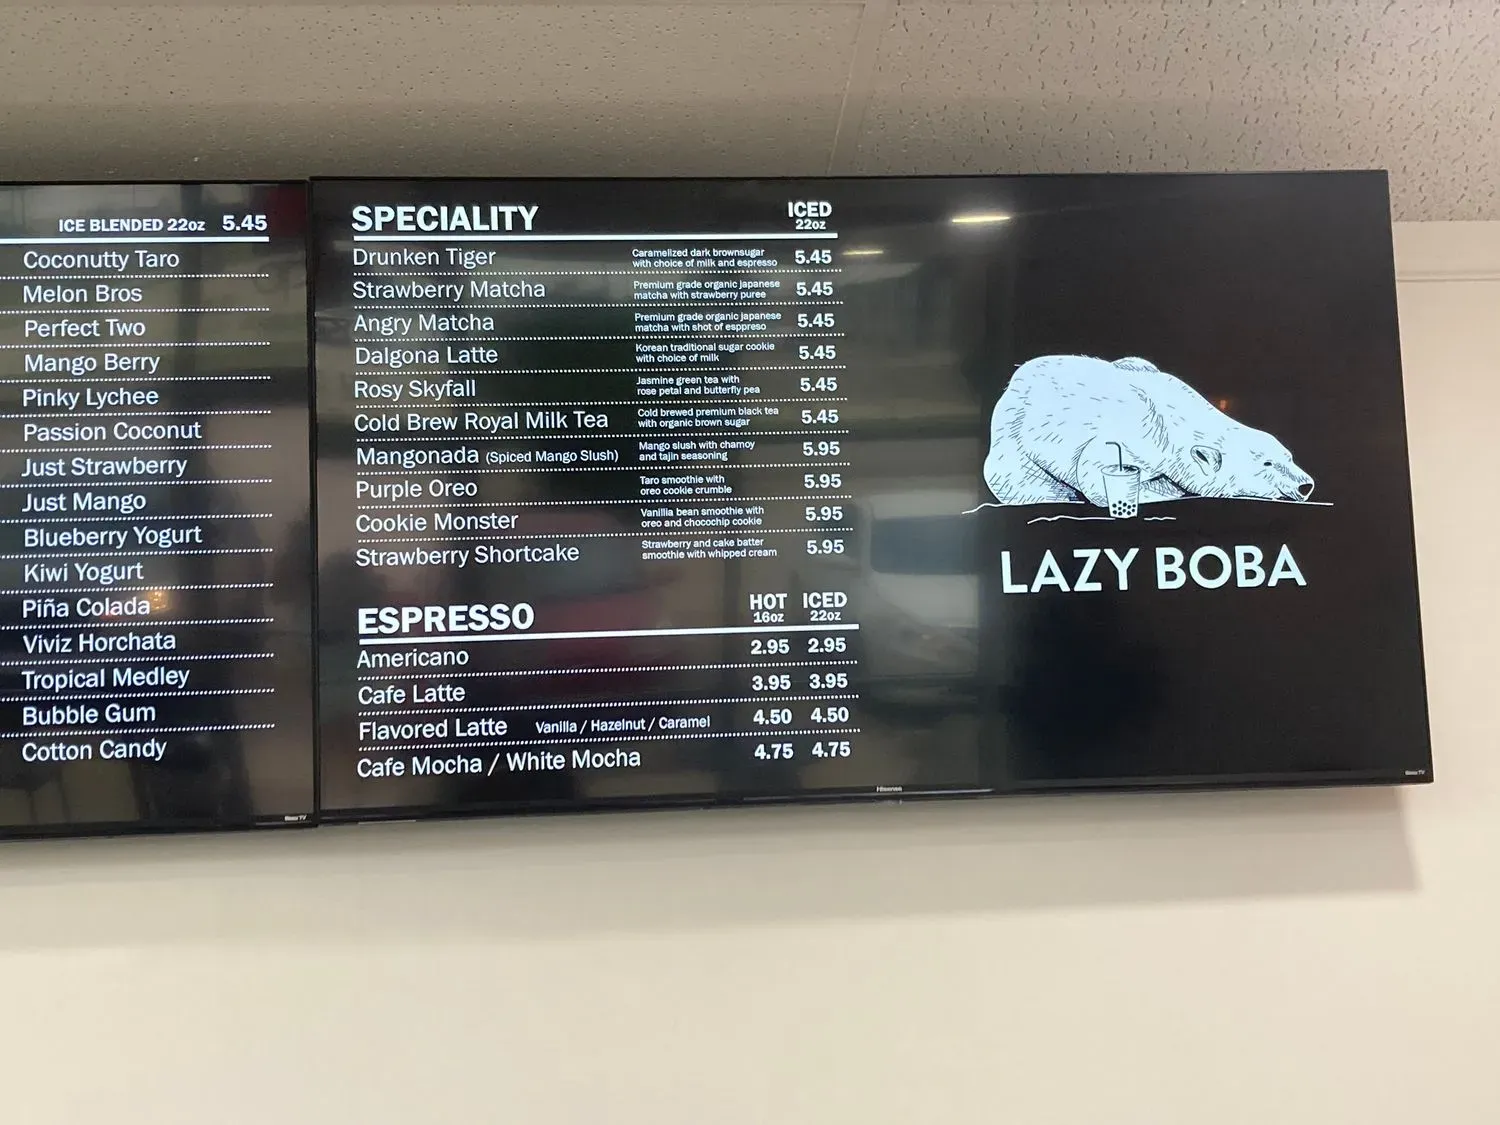 ICE BLENDED 22oz 5.45
Coconutty Taro
Melon Bros
Perfect Two
Mango Berry
Pinky Lychee
Passion Coconut
Just Strawberry
Just Mango
Blueberry Yogurt
Kiwi Yogurt
Piña Colada
Viviz Horchata
Tropical Medley
Bubble Gum
Cotton Candy
Roku TV
SPECIALITY ICED
22oz
Drunken Tiger Caramelized dark brownsugar 5.45
with choice of milk and espresso
Strawberry Matcha Premium grade organic japanese 5.45
matcha with strawberry puree
Angry Matcha Premium grade organic japanese 5.45
matcha with shot of esppreso
Dalgona Latte Korean traditional sugar cookie 5.45
with choice of milk
Rosy Skyfall Jasmine green tea with 5.45
rose petal and butterfly pea
Cold Brew Royal Milk Tea Cold brewed premium black tea 5.45
with organic brown sugar
Mangonada (Spiced Mango Slush) Mango slush with chamoy 5.95
and tajin seasoning
Purple Oreo Taro smoothie with 5.95
oreo cookie crumble
Cookie Monster Vanillia bean smoothie with 5.95
oreo and chocochip cookie
Strawberry Shortcake Strawberry and cake batter 5.95
smoothie with whipped cream
ESPRESSO HOT ICED
16oz 22oz
Americano 2.95 2.95
Cafe Latte 3.95 3.95
Flavored Latte Vanilla / Hazelnut / Caramel 4.50 4.50
Cafe Mocha / White Mocha 4.75 4.75
LAZY BOBA
Hisense
Roku TV